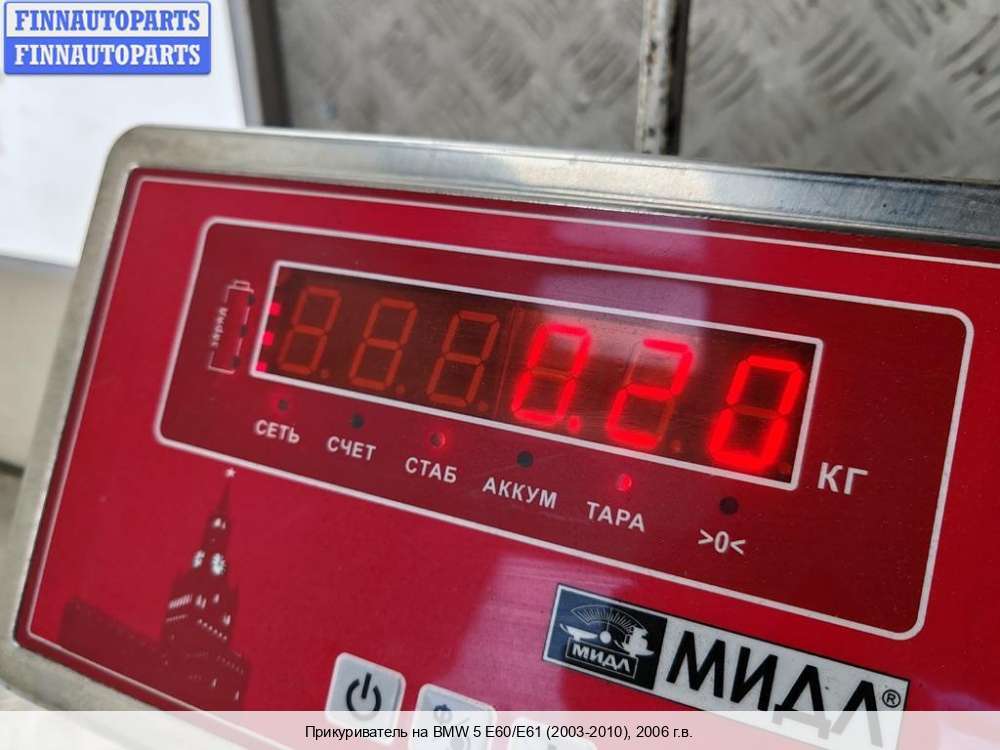 FINNAUTOPARTS
FINNAUTOPARTS
0.20
КГ
СЕТЬ СЧЕТ СТАБ АККУМ ТАРА >0<
МИДЛ МИДЛ®
Прикуриватель на BMW 5 E60/E61 (2003-2010), 2006 г.в.